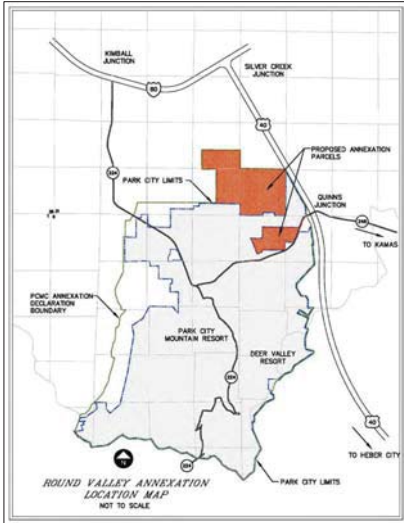 KIMBALL
JUNCTION
SILVER CREEK
JUNCTION
80
40
PROPOSED ANNEXATION
PARCELS
224
PARK CITY LIMITS
QUINNS
JUNCTION
248
TO KAMAS
PCMC ANNEXATION
DECLARATION
BOUNDARY
PARK CITY
MOUNTAIN RESORT
DEER VALLEY
RESORT
224
40
TO HEBER CITY
N
224
PARK CITY LIMITS
ROUND VALLEY ANNEXATION
LOCATION MAP
NOT TO SCALE